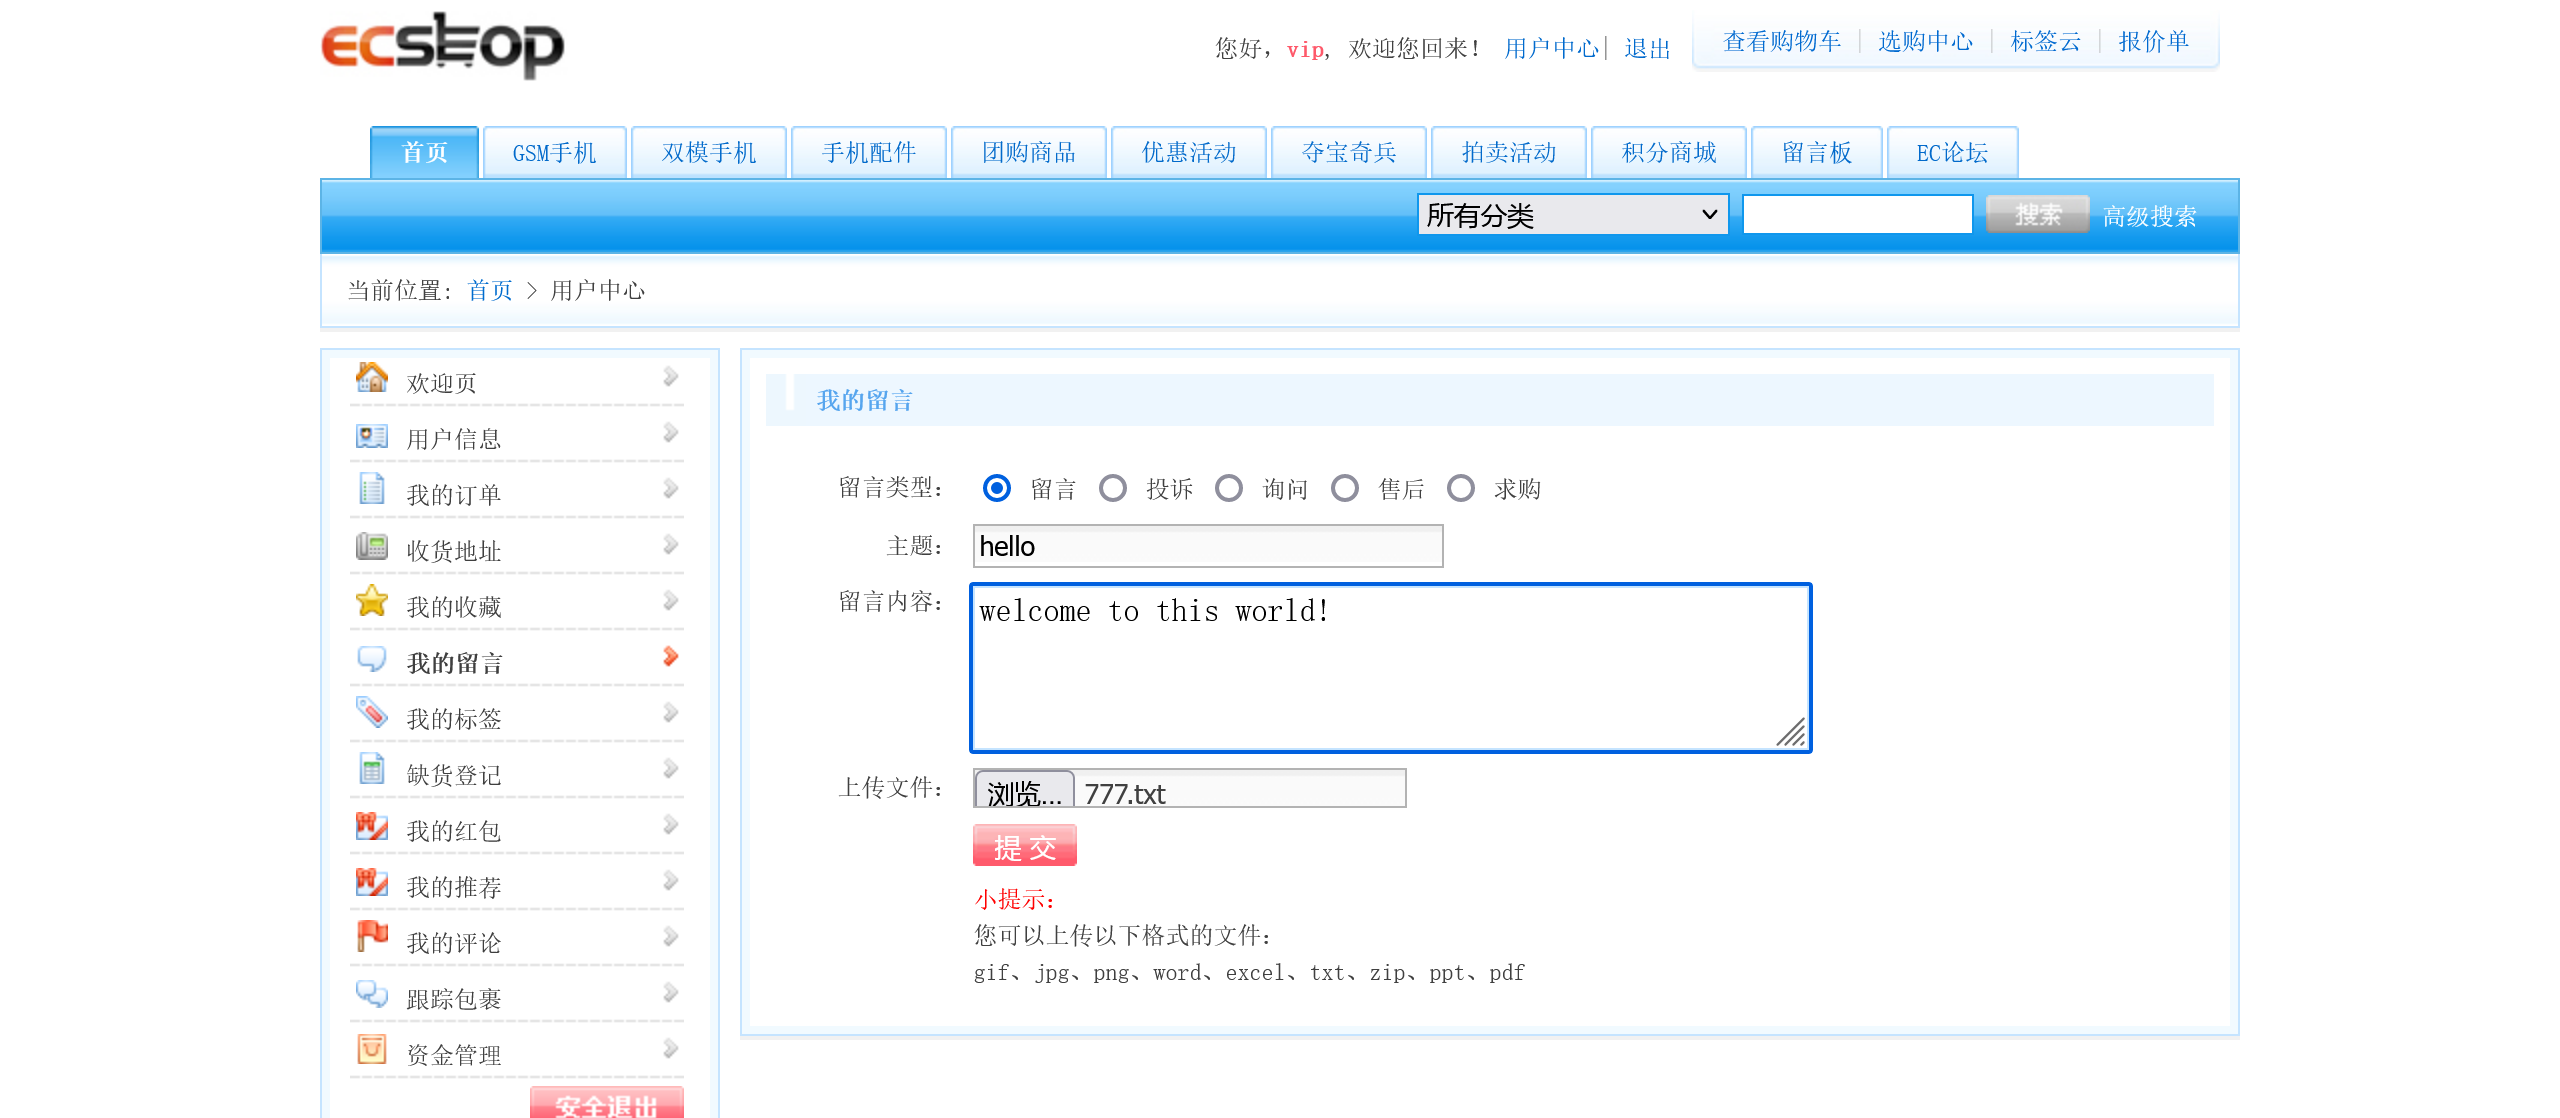 ecshop
您好，vip, 欢迎您回来！ 用户中心| 退出
查看购物车 | 选购中心 | 标签云 | 报价单
首页 GSM手机 双模手机 手机配件 团购商品 优惠活动 夺宝奇兵 拍卖活动 积分商城 留言板 EC论坛
所有分类 搜索 高级搜索
当前位置: 首页 > 用户中心
欢迎页
用户信息
我的订单
收货地址
我的收藏
我的留言
我的标签
缺货登记
我的红包
我的推荐
我的评论
跟踪包裹
资金管理
安全退出
我的留言
留言类型： 留言 投诉 询问 售后 求购
主题： hello
留言内容： welcome to this world!
上传文件： 浏览... 777.txt
提 交
小提示：
您可以上传以下格式的文件：
gif、jpg、png、word、excel、txt、zip、ppt、pdf